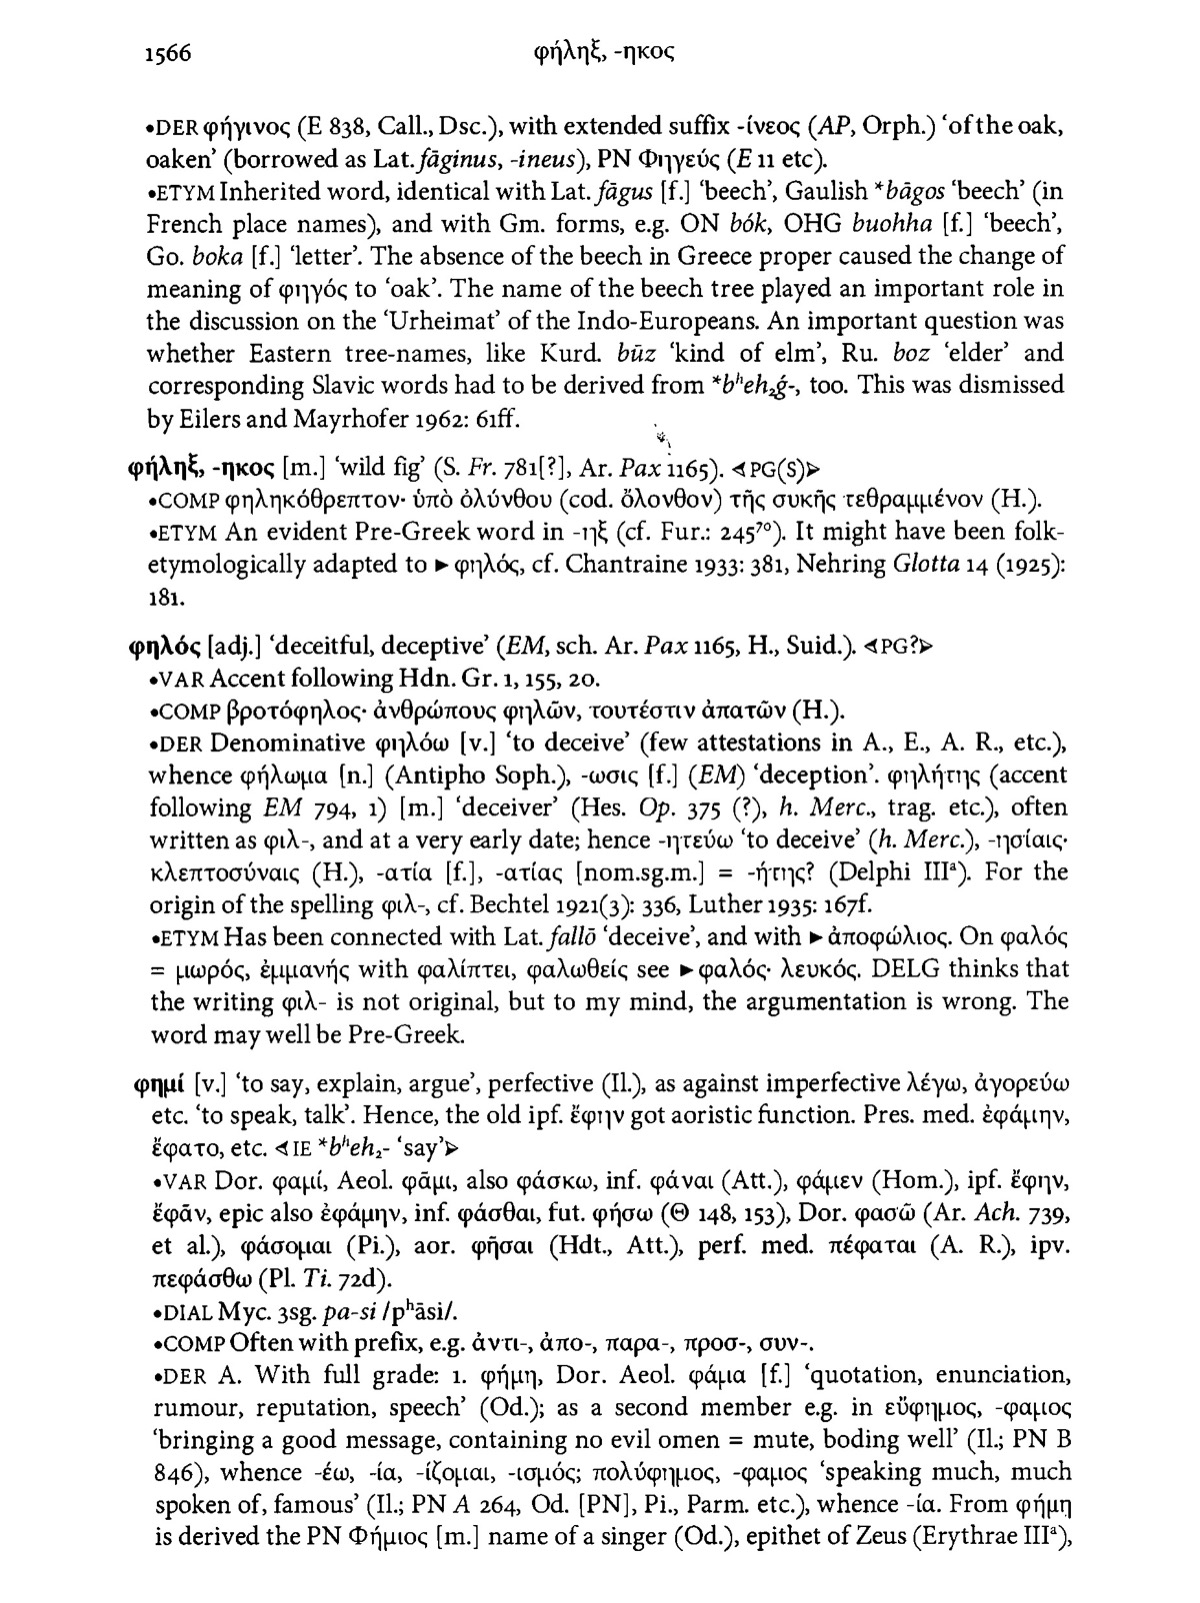 1566
φήληξ, -ηκος
•DER φήγινος (E 838, Call., Dsc.), with extended suffix -ίνεος (AP, Orph.) ‘of the oak,
oaken’ (borrowed as Lat. fāginus, -ineus), PN Φηγεύς (E 11 etc).
•ETYM Inherited word, identical with Lat. fāgus [f.] ‘beech’, Gaulish *bāgos ‘beech’ (in
French place names), and with Gm. forms, e.g. ON bók, OHG buohha [f.] ‘beech’,
Go. boka [f.] ‘letter’. The absence of the beech in Greece proper caused the change of
meaning of φηγός to ‘oak’. The name of the beech tree played an important role in
the discussion on the ‘Urheimat’ of the Indo-Europeans. An important question was
whether Eastern tree-names, like Kurd. būz ‘kind of elm’, Ru. boz ‘elder’ and
corresponding Slavic words had to be derived from *bʰeh₂ǵ-, too. This was dismissed
by Eilers and Mayrhofer 1962: 61ff.
φήληξ, -ηκος [m.] ‘wild fig’ (S. Fr. 781[?], Ar. Pax 1165). ⊲PG(S)⊳
•COMP φηληκόθρεπτον· ὑπὸ ὀλύνθου (cod. ὄλονθον) τῆς συκῆς τεθραμμένον (H.).
•ETYM An evident Pre-Greek word in -ηξ (cf. Fur.: 245⁷⁰). It might have been folk-
etymologically adapted to ►φηλός, cf. Chantraine 1933: 381, Nehring Glotta 14 (1925):
181.
φηλός [adj.] ‘deceitful, deceptive’ (EM, sch. Ar. Pax 1165, H., Suid.). ⊲PG?⊳
•VAR Accent following Hdn. Gr. 1, 155, 20.
•COMP βροτόφηλος· ἀνθρώπους φηλῶν, τουτέστιν ἀπατῶν (H.).
•DER Denominative φηλόω [v.] ‘to deceive’ (few attestations in A., E., A. R., etc.),
whence φήλωμα [n.] (Antipho Soph.), -ωσις [f.] (EM) ‘deception’. φηλήτης (accent
following EM 794, 1) [m.] ‘deceiver’ (Hes. Op. 375 (?), h. Merc., trag. etc.), often
written as φιλ-, and at a very early date; hence -ητεύω ‘to deceive’ (h. Merc.), -ησίαις·
κλεπτοσύναις (H.), -ατία [f.], -ατίας [nom.sg.m.] = -ήτης? (Delphi IIIᵃ). For the
origin of the spelling φιλ-, cf. Bechtel 1921(3): 336, Luther 1935: 167f.
•ETYM Has been connected with Lat. fallō ‘deceive’, and with ►ἀποφώλιος. On φαλός
= μωρός, ἐμμανής with φαλίπτει, φαλωθείς see ►φαλός· λευκός. DELG thinks that
the writing φιλ- is not original, but to my mind, the argumentation is wrong. The
word may well be Pre-Greek.
φημί [v.] ‘to say, explain, argue’, perfective (Il.), as against imperfective λέγω, ἀγορεύω
etc. ‘to speak, talk’. Hence, the old ipf. ἔφην got aoristic function. Pres. med. ἐφάμην,
ἔφατο, etc. ⊲IE *bʰeh₂- ‘say’⊳
•VAR Dor. φαμί, Aeol. φᾶμι, also φάσκω, inf. φάναι (Att.), φάμεν (Hom.), ipf. ἔφην,
ἔφᾱν, epic also ἐφάμην, inf. φάσθαι, fut. φήσω (Θ 148, 153), Dor. φασῶ (Ar. Ach. 739,
et al.), φάσομαι (Pi.), aor. φῆσαι (Hdt., Att.), perf. med. πέφαται (A. R.), ipv.
πεφάσθω (Pl. Ti. 72d).
•DIAL Myc. 3sg. pa-si /pʰāsi/.
•COMP Often with prefix, e.g. ἀντι-, ἀπο-, παρα-, προσ-, συν-.
•DER A. With full grade: 1. φήμη, Dor. Aeol. φάμα [f.] ‘quotation, enunciation,
rumour, reputation, speech’ (Od.); as a second member e.g. in εὔφημος, -φαμος
‘bringing a good message, containing no evil omen = mute, boding well’ (Il.; PN B
846), whence -έω, -ία, -ίζομαι, -ισμός; πολύφημος, -φαμος ‘speaking much, much
spoken of, famous’ (Il.; PN A 264, Od. [PN], Pi., Parm. etc.), whence -ία. From φήμη
is derived the PN Φήμιος [m.] name of a singer (Od.), epithet of Zeus (Erythrae IIIᵃ),